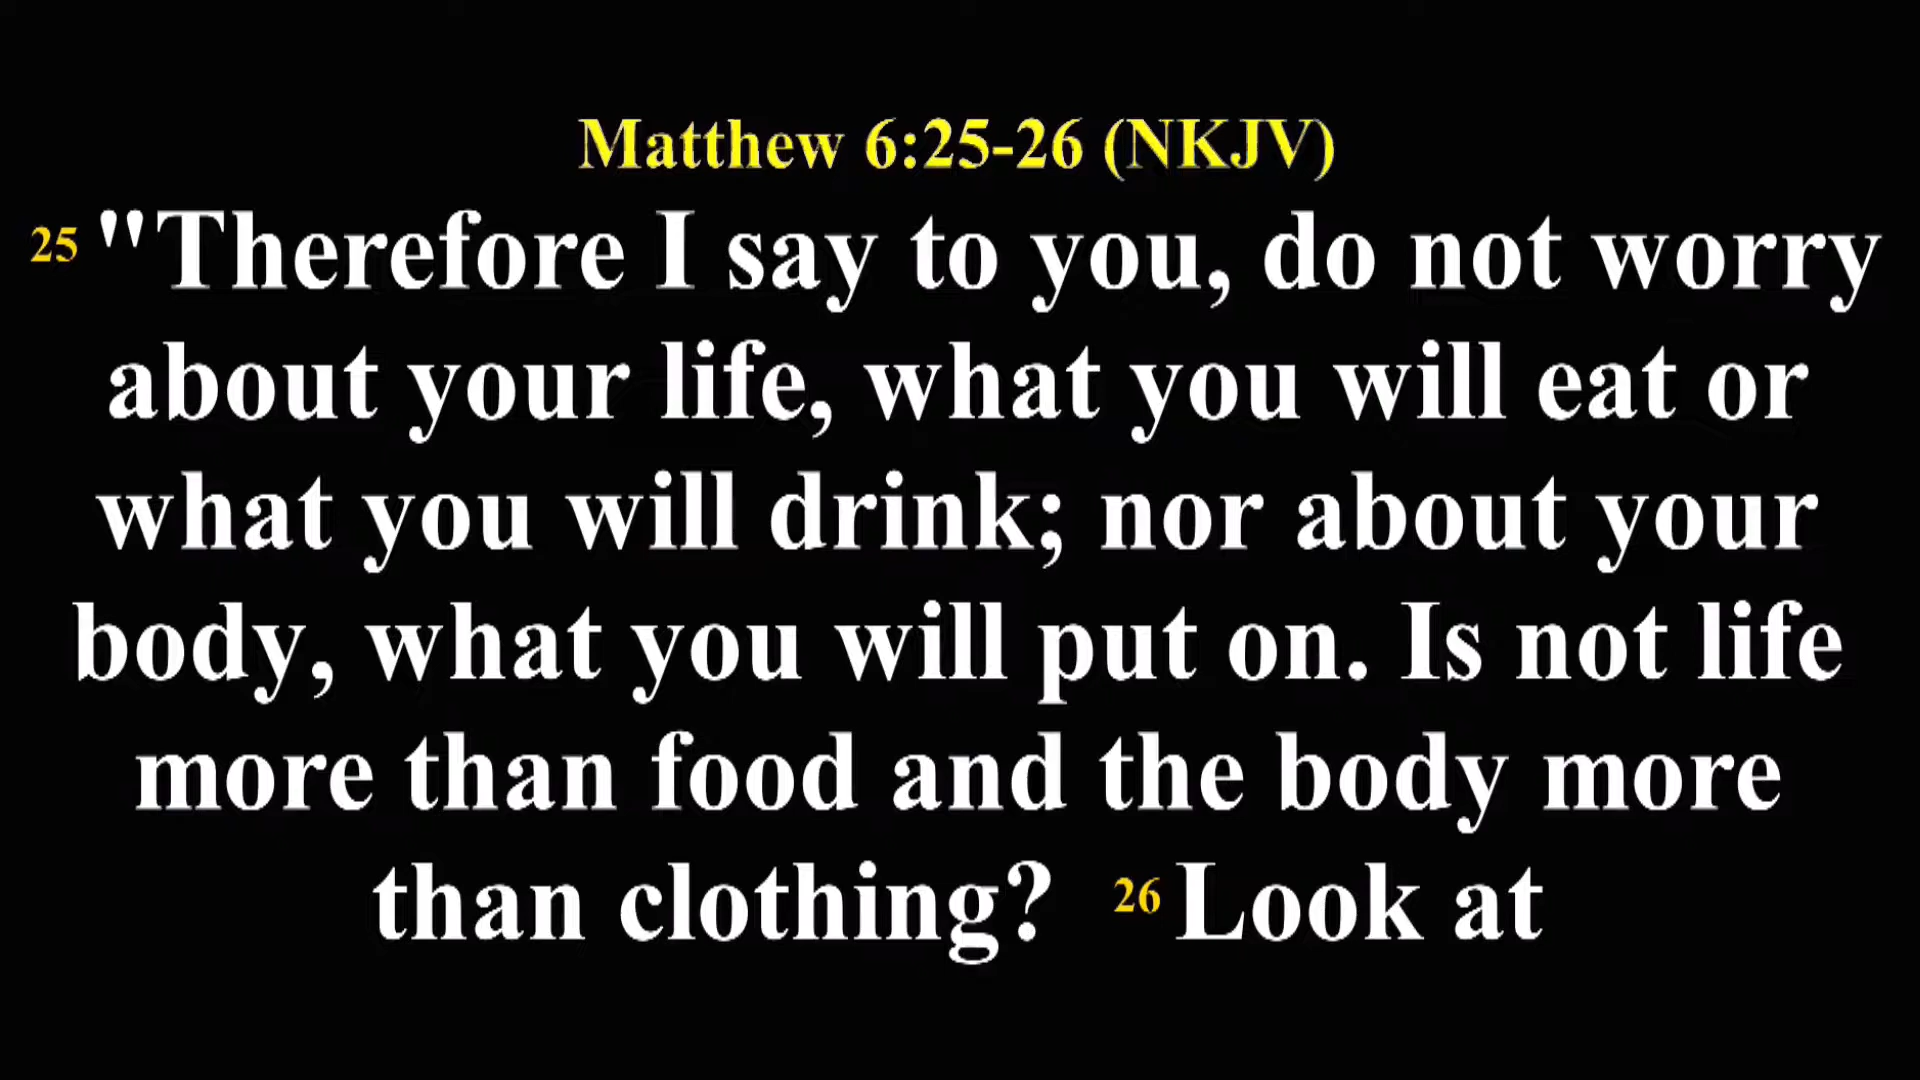 Matthew 6:25-26 (NKJV)
25 "Therefore I say to you, do not worry
about your life, what you will eat or
what you will drink; nor about your
body, what you will put on. Is not life
more than food and the body more
than clothing? 26 Look at